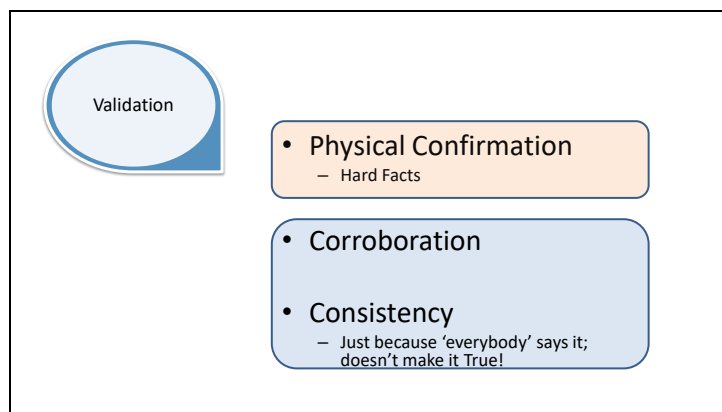 Validation
• Physical Confirmation
– Hard Facts
• Corroboration
• Consistency
– Just because ‘everybody’ says it;
doesn’t make it True!